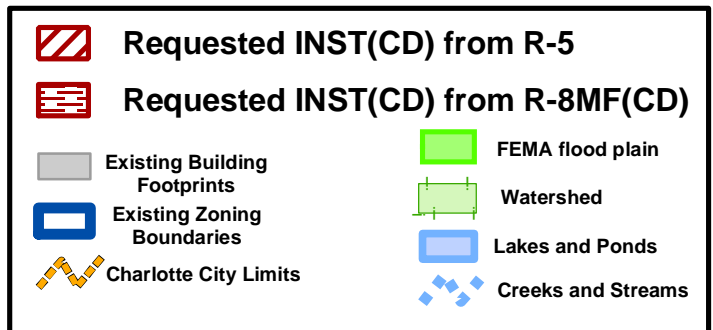 Requested INST(CD) from R-5
Requested INST(CD) from R-8MF(CD)
Existing Building
Footprints
Existing Zoning
Boundaries
Charlotte City Limits
FEMA flood plain
Watershed
Lakes and Ponds
Creeks and Streams